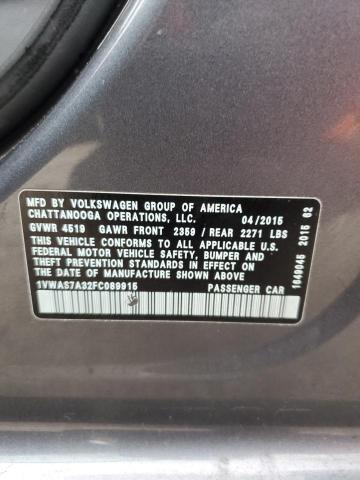 MFD BY VOLKSWAGEN GROUP OF AMERICA
CHATTANOOGA OPERATIONS, LLC. 04/2015
GVWR 4519 GAWR FRONT 2359 / REAR 2271 LBS
THIS VEHICLE CONFORMS TO ALL APPLICABLE U.S.
FEDERAL MOTOR VEHICLE SAFETY, BUMPER AND
THEFT PREVENTION STANDARDS IN EFFECT ON THE
DATE OF MANUFACTURE SHOWN ABOVE
1VWAS7A32FC089915 PASSENGER CAR
1649045 2015 02